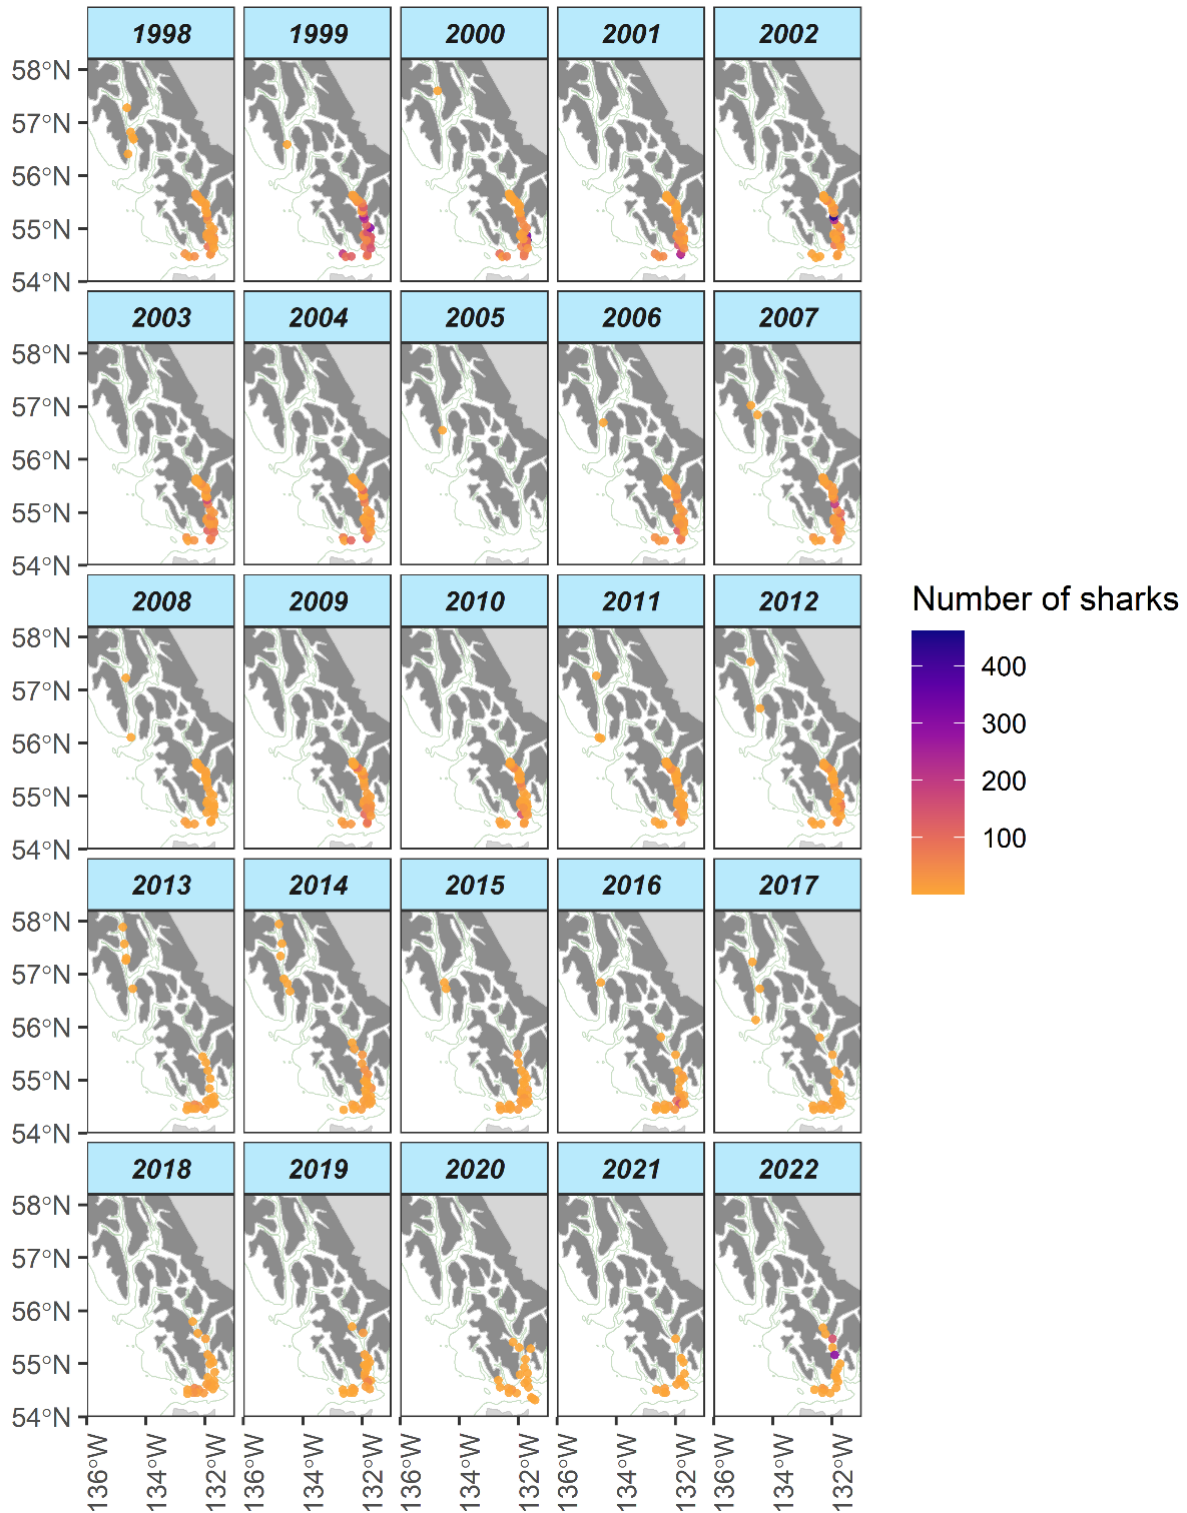 1998 1999 2000 2001 2002
58°N
57°N
56°N
55°N
54°N
2003 2004 2005 2006 2007
58°N
57°N
56°N
55°N
54°N
2008 2009 2010 2011 2012
58°N
57°N
56°N
55°N
54°N
Number of sharks
400
300
200
100
2013 2014 2015 2016 2017
58°N
57°N
56°N
55°N
54°N
2018 2019 2020 2021 2022
58°N
57°N
56°N
55°N
54°N
136°W 134°W 132°W 136°W 134°W 132°W 136°W 134°W 132°W 136°W 134°W 132°W 136°W 134°W 132°W